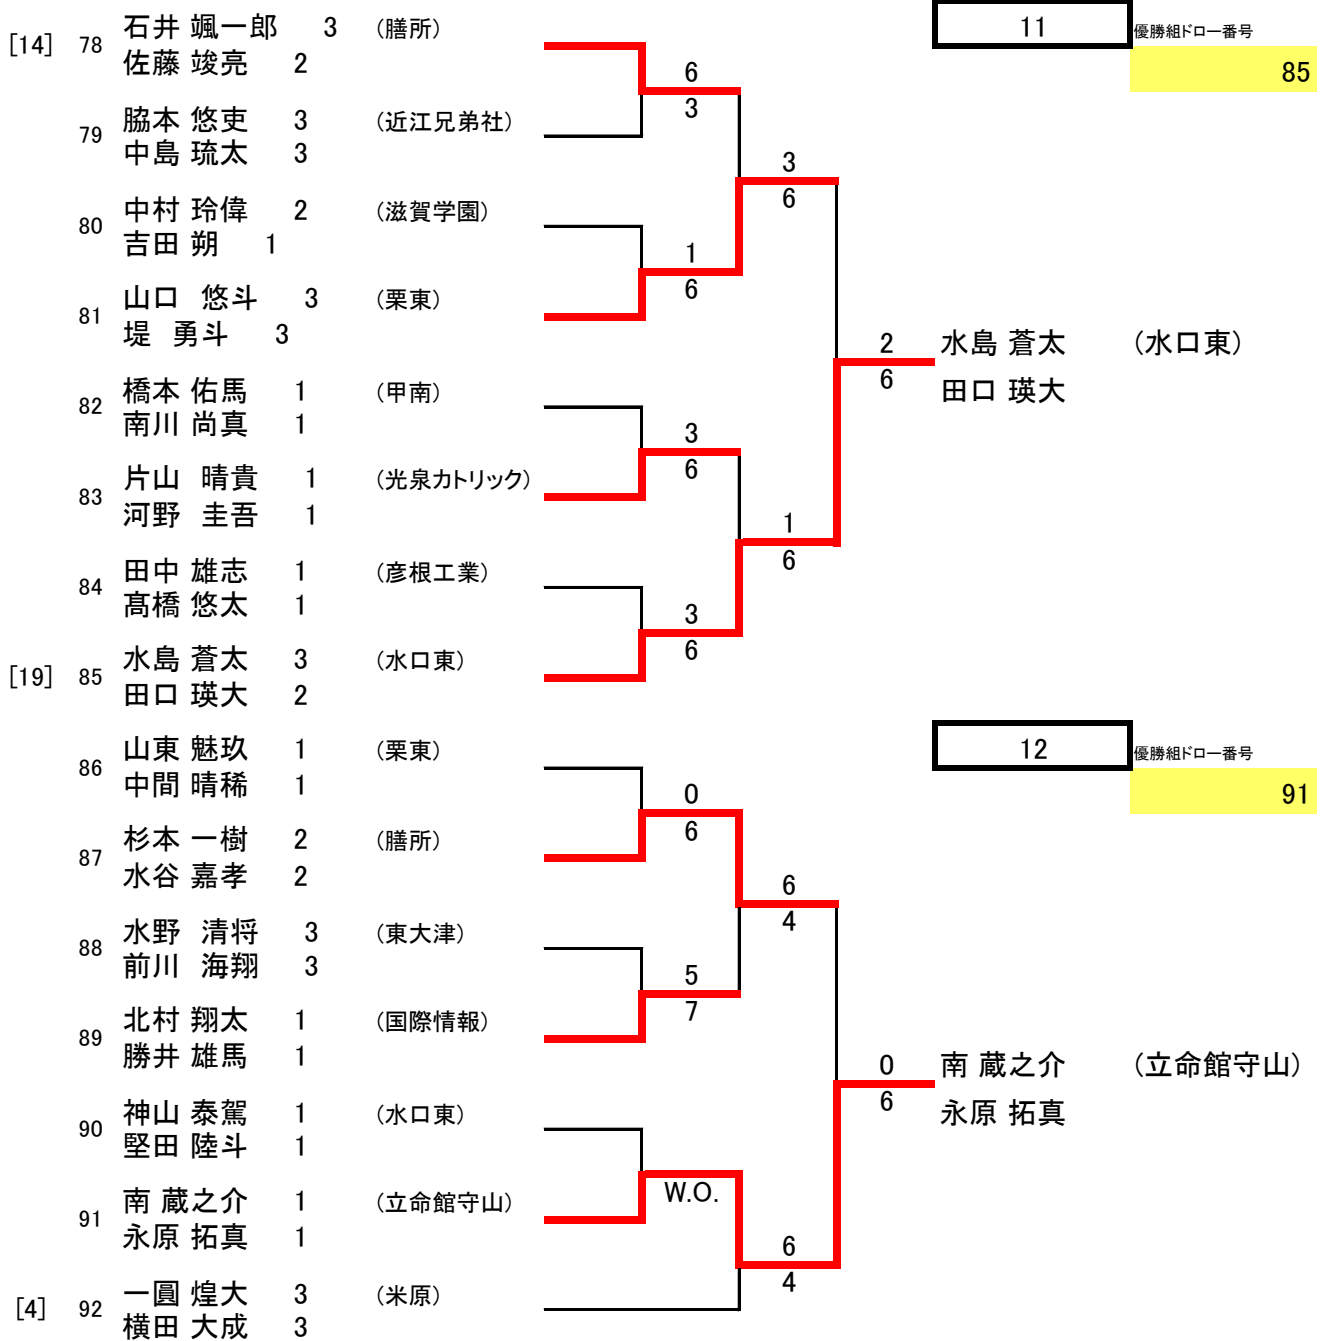 石井 颯一郎 3 (膳所)
[14] 78
佐藤 竣亮 2
11 優勝組ドロー番号
85
6
3
脇本 悠吏 3 (近江兄弟社)
79
中島 琉太 3
3
6
中村 玲偉 2 (滋賀学園)
80
吉田 朔 1
1
6
山口 悠斗 3 (栗東)
81
堤 勇斗 3
2 水島 蒼太 (水口東)
6 田口 瑛大
橋本 佑馬 1 (甲南)
82
南川 尚真 1
3
6
片山 晴貴 1 (光泉カトリック)
83
河野 圭吾 1
1
6
田中 雄志 1 (彦根工業)
84
髙橋 悠太 1
3
6
水島 蒼太 3 (水口東)
[19] 85
田口 瑛大 2
12 優勝組ドロー番号
91
山東 魅玖 1 (栗東)
86
中間 晴稀 1
0
6
杉本 一樹 2 (膳所)
87
水谷 嘉孝 2
6
4
水野 清将 3 (東大津)
88
前川 海翔 3
5
7
北村 翔太 1 (国際情報)
89
勝井 雄馬 1
0 南 蔵之介 (立命館守山)
6 永原 拓真
神山 泰駕 1 (水口東)
90
堅田 陸斗 1
W.O.
南 蔵之介 1 (立命館守山)
91
永原 拓真 1
6
4
一圓 煌大 3 (米原)
[4] 92
横田 大成 3